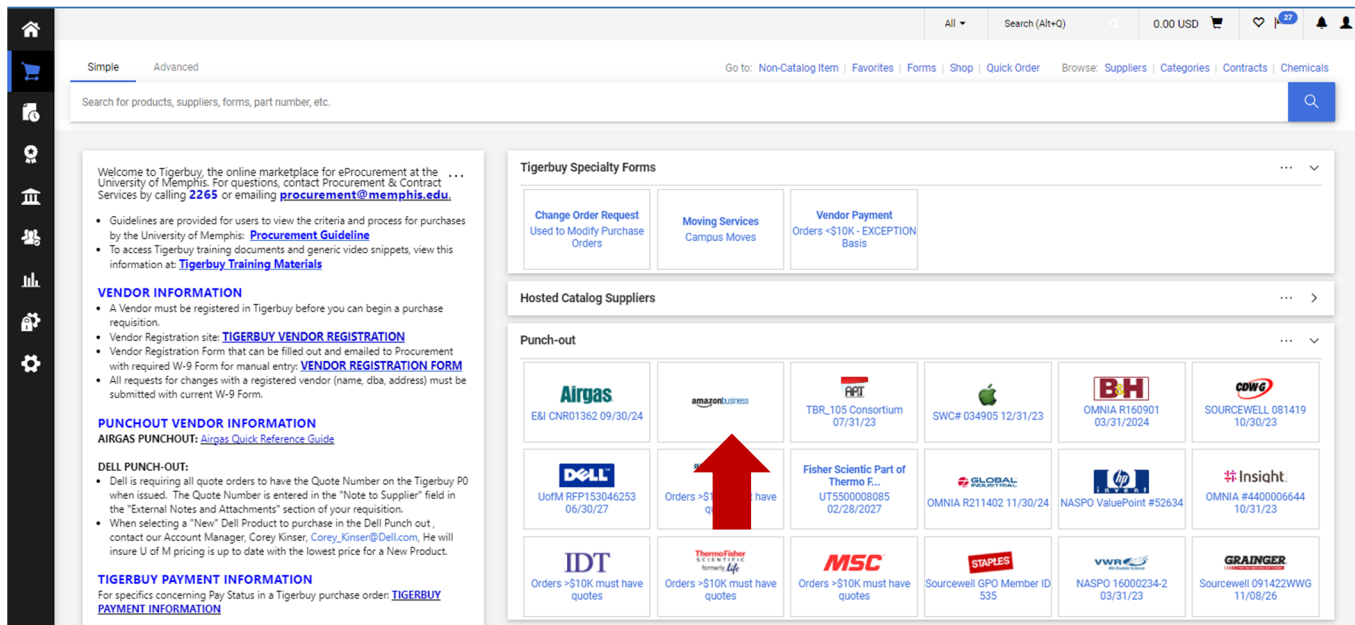 All
Search (Alt+Q)
0.00 USD
27
Simple
Advanced
Go to: Non-Catalog Item | Favorites | Forms | Shop | Quick Order
Browse: Suppliers | Categories | Contracts | Chemicals
Search for products, suppliers, forms, part number, etc.
Welcome to Tigerbuy, the online marketplace for eProcurement at the
University of Memphis. For questions, contact Procurement & Contract
Services by calling 2265 or emailing procurement@memphis.edu.
• Guidelines are provided for users to view the criteria and process for purchases
by the University of Memphis: Procurement Guideline
• To access Tigerbuy training documents and generic video snippets, view this
information at: Tigerbuy Training Materials
VENDOR INFORMATION
• A Vendor must be registered in Tigerbuy before you can begin a purchase
requisition.
• Vendor Registration site: TIGERBUY VENDOR REGISTRATION
• Vendor Registration Form that can be filled out and emailed to Procurement
with required W-9 Form for manual entry: VENDOR REGISTRATION FORM
• All requests for changes with a registered vendor (name, dba, address) must be
submitted with current W-9 Form.
PUNCHOUT VENDOR INFORMATION
AIRGAS PUNCHOUT: Airgas Quick Reference Guide
DELL PUNCH-OUT:
• Dell is requiring all quote orders to have the Quote Number on the Tigerbuy P0
when issued. The Quote Number is entered in the "Note to Supplier" field in
the "External Notes and Attachments" section of your requisition.
• When selecting a "New" Dell Product to purchase in the Dell Punch out ,
contact our Account Manager, Corey Kinser, Corey_Kinser@Dell.com, He will
insure U of M pricing is up to date with the lowest price for a New Product.
TIGERBUY PAYMENT INFORMATION
For specifics concerning Pay Status in a Tigerbuy purchase order: TIGERBUY
PAYMENT INFORMATION
Tigerbuy Specialty Forms
Change Order Request
Used to Modify Purchase
Orders
Moving Services
Campus Moves
Vendor Payment
Orders <$10K - EXCEPTION
Basis
Hosted Catalog Suppliers
Punch-out
Airgas
E&I CNR01362 09/30/24
amazonbusiness
APT
TBR_105 Consortium
07/31/23
SWC# 034905 12/31/23
B&H
OMNIA R160901
03/31/2024
CDWG
SOURCEWELL 081419
10/30/23
DELL
UofM RFP153046253
06/30/27
Orders >$1 have
Fisher Scientic Part of
Thermo F...
UT5500008085
02/28/2027
GLOBAL
INDUSTRIAL
OMNIA R211402 11/30/24
hp
invent
NASPO ValuePoint #52634
Insight.
OMNIA #4400006644
10/31/23
IDT
Orders >$10K must have
quotes
ThermoFisher
SCIENTIFIC
formerly life
Orders >$10K must have
quotes
MSC
Orders >$10K must have
quotes
STAPLES
Sourcewell GPO Member ID
535
VWR
We Enable Science
NASPO 16000234-2
03/31/23
GRAINGER
Sourcewell 091422WWG
11/08/26